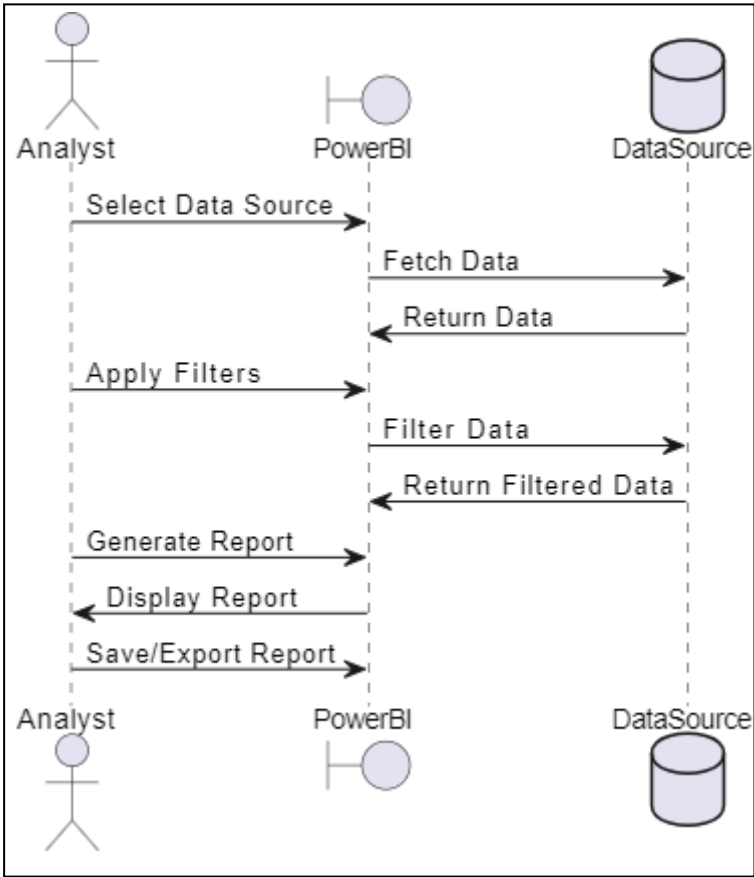 Analyst PowerBI DataSource
Select Data Source
Fetch Data
Return Data
Apply Filters
Filter Data
Return Filtered Data
Generate Report
Display Report
Save/Export Report
Analyst PowerBI DataSource